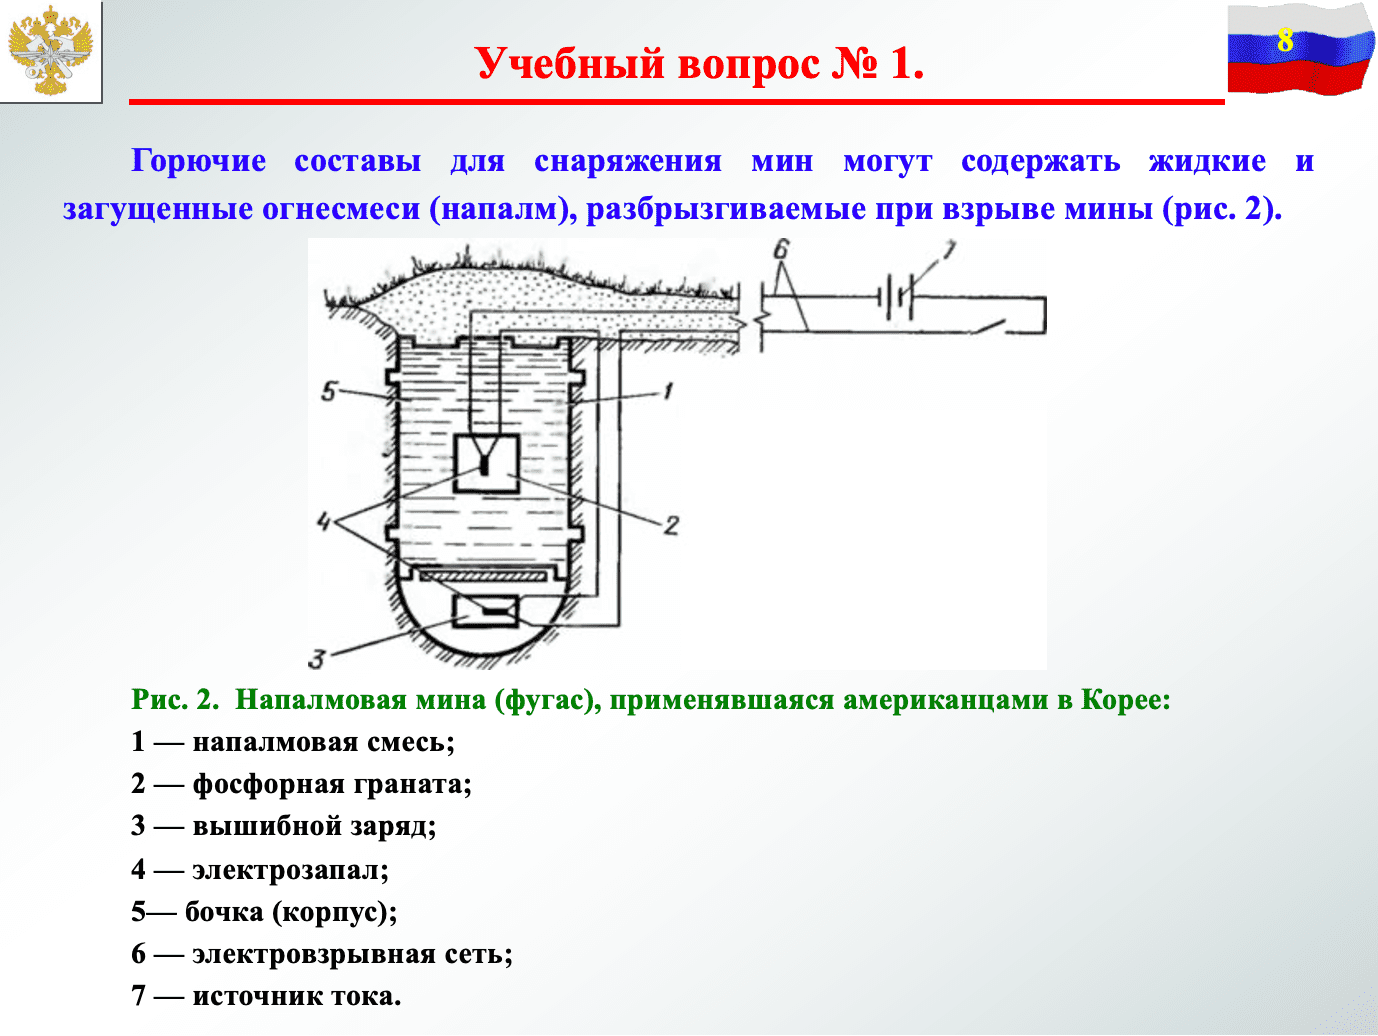 8
Учебный вопрос № 1.
Горючие составы для снаряжения мин могут содержать жидкие и
загущенные огнесмеси (напалм), разбрызгиваемые при взрыве мины (рис. 2).
6
7
5
1
4
2
3
Рис. 2. Напалмовая мина (фугас), применявшаяся американцами в Корее:
1 — напалмовая смесь;
2 — фосфорная граната;
3 — вышибной заряд;
4 — электрозапал;
5— бочка (корпус);
6 — электровзрывная сеть;
7 — источник тока.